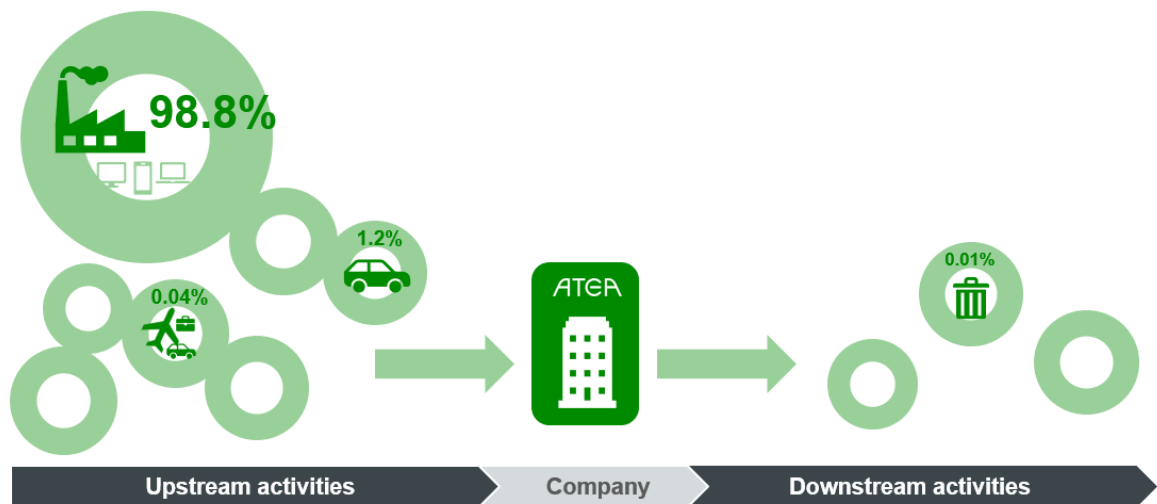 98.8%
1.2%
0.04%
ATEA
0.01%
Upstream activities
Company
Downstream activities